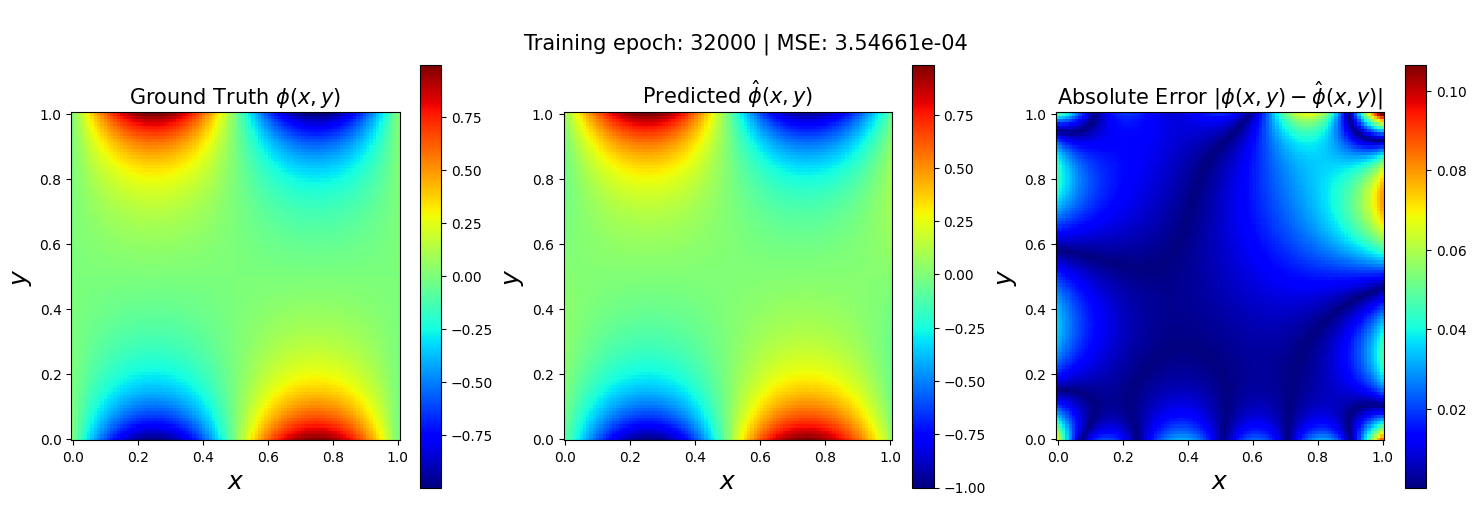 Training epoch: 32000 | MSE: 3.54661e-04
Ground Truth ϕ(x, y)
1.0
0.8
0.6
0.4
0.2
0.0
y
0.0 0.2 0.4 0.6 0.8 1.0
x
0.75
0.50
0.25
0.00
−0.25
−0.50
−0.75
Predicted ϕ̂(x, y)
1.0
0.8
0.6
0.4
0.2
0.0
y
0.0 0.2 0.4 0.6 0.8 1.0
x
0.75
0.50
0.25
0.00
−0.25
−0.50
−0.75
−1.00
Absolute Error |ϕ(x, y) − ϕ̂(x, y)|
1.0
0.8
0.6
0.4
0.2
0.0
y
0.0 0.2 0.4 0.6 0.8 1.0
x
0.10
0.08
0.06
0.04
0.02